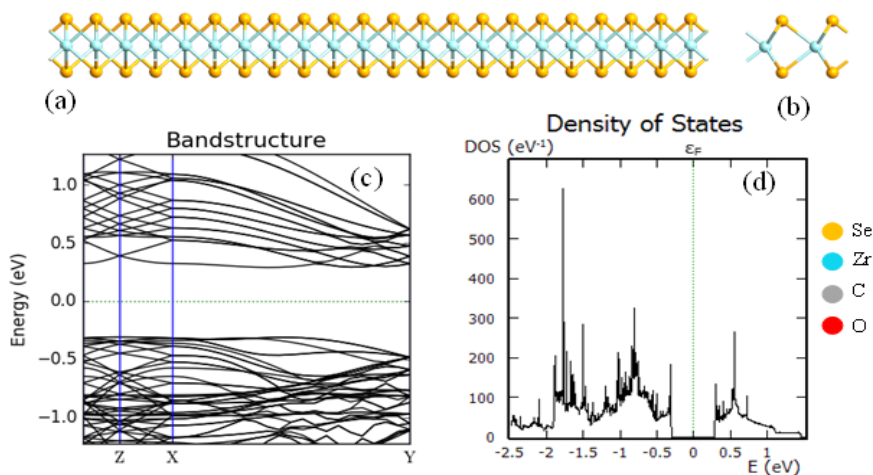 (a)
(b)
Bandstructure
(c)
Energy (eV)
1.0
0.5
0.0
−0.5
−1.0
Z
X
Y
Density of States
DOS (eV⁻¹)
ε_F
(d)
600
500
400
300
200
100
0
-2.5 -2 -1.5 -1 -0.5 0 0.5 1
E (eV)
Se
Zr
C
O